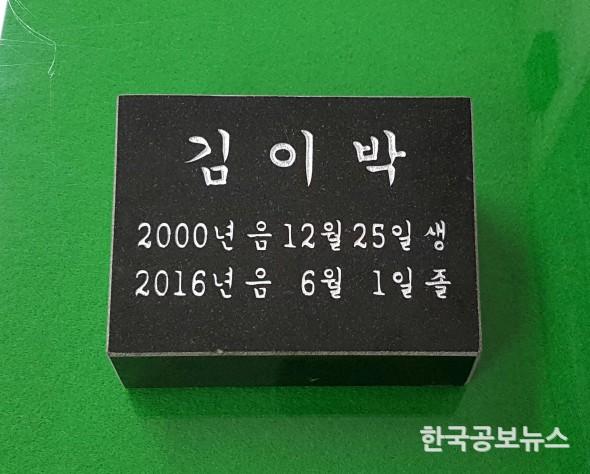 김이박
2000년 음 12월 25일 생
2016년 음 6월 1일 졸
한국공보뉴스